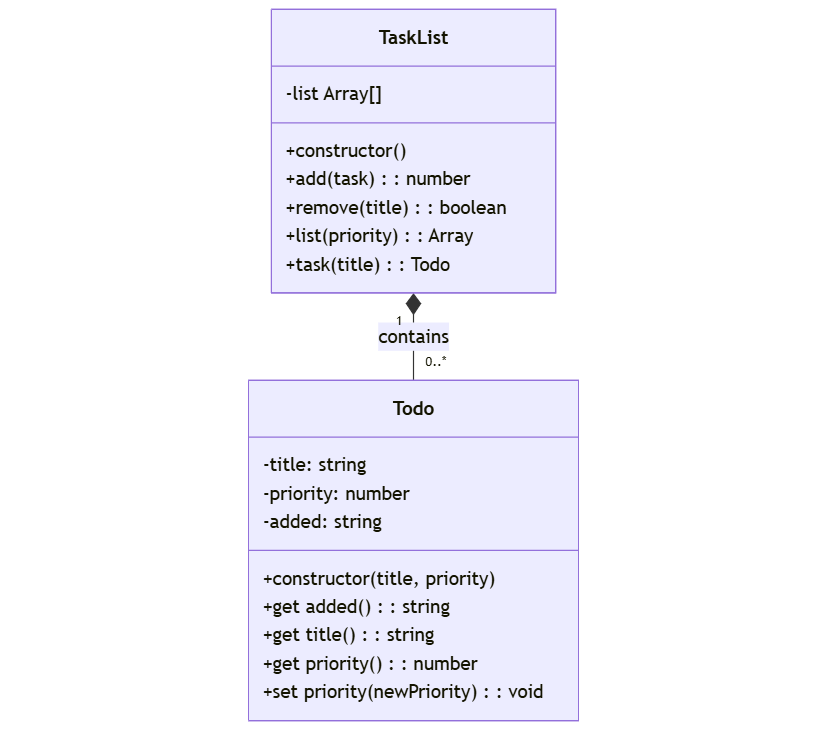 TaskList
-list Array[]
+constructor()
+add(task) : : number
+remove(title) : : boolean
+list(priority) : : Array
+task(title) : : Todo
1
contains
0..*
Todo
-title: string
-priority: number
-added: string
+constructor(title, priority)
+get added() : : string
+get title() : : string
+get priority() : : number
+set priority(newPriority) : : void